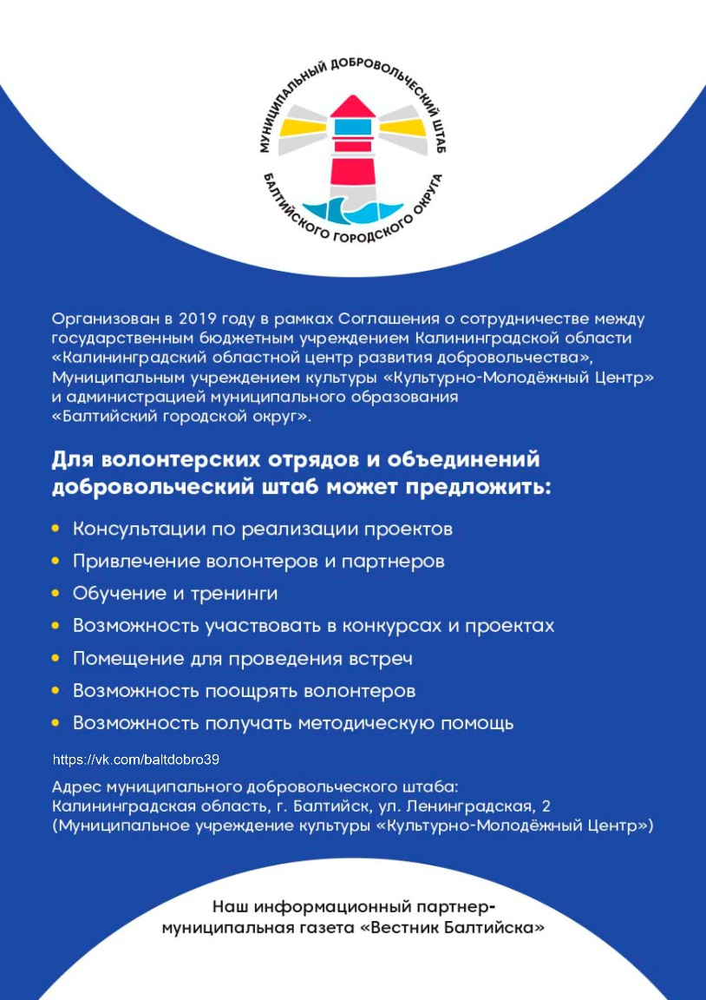 МУНИЦИПАЛЬНЫЙ ДОБРОВОЛЬЧЕСКИЙ ШТАБ
БАЛТИЙСКОГО ГОРОДСКОГО ОКРУГА
Организован в 2019 году в рамках Соглашения о сотрудничестве между
государственным бюджетным учреждением Калининградской области
«Калининградский областной центр развития добровольчества»,
Муниципальным учреждением культуры «Культурно-Молодёжный Центр»
и администрацией муниципального образования
«Балтийский городской округ».
Для волонтерских отрядов и объединений
добровольческий штаб может предложить:
• Консультации по реализации проектов
• Привлечение волонтеров и партнеров
• Обучение и тренинги
• Возможность участвовать в конкурсах и проектах
• Помещение для проведения встреч
• Возможность поощрять волонтеров
• Возможность получать методическую помощь
https://vk.com/baltdobro39
Адрес муниципального добровольческого штаба:
Калининградская область, г. Балтийск, ул. Ленинградская, 2
(Муниципальное учреждение культуры «Культурно-Молодёжный Центр»)
Наш информационный партнер-
муниципальная газета «Вестник Балтийска»